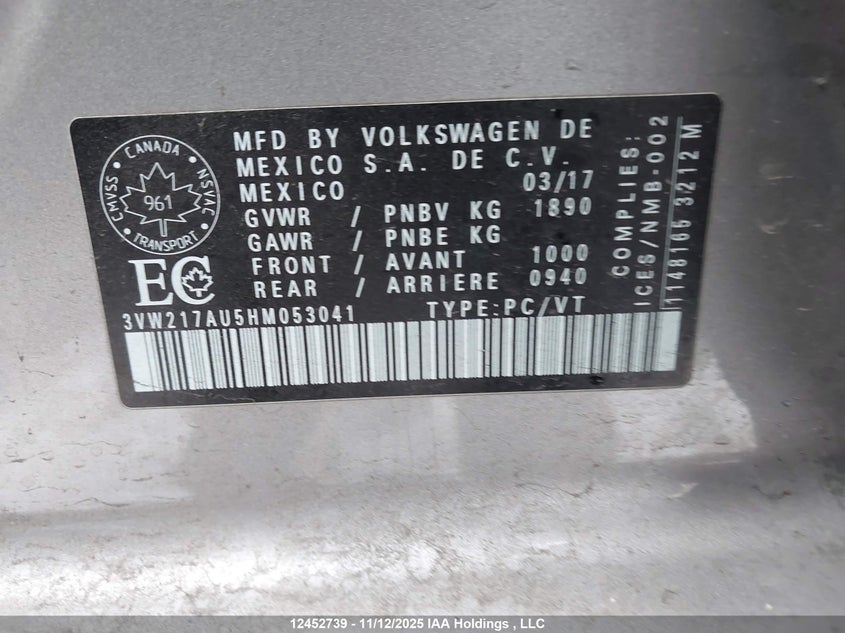 CANADA
CMVSS
NSVAC
961
TRANSPORT
EC
MFD BY VOLKSWAGEN DE
MEXICO S.A. DE C.V.
MEXICO 03/17
GVWR / PNBV KG 1890
GAWR / PNBE KG
FRONT / AVANT 1000
REAR / ARRIERE 0940
3VW217AU5HM053041 TYPE:PC/VT
COMPLIES:
ICES/NMB-002
1148165 3212 M
12452739 - 11/12/2025 IAA Holdings , LLC